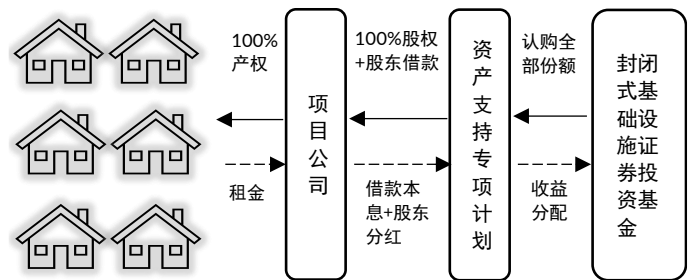 100%
产权
租金
项目公司
100%股权
+股东借款
借款本
息+股东
分红
资产支持专项计划
认购全
部份额
收益
分配
封闭
式基
础设
施证
券投
资基
金